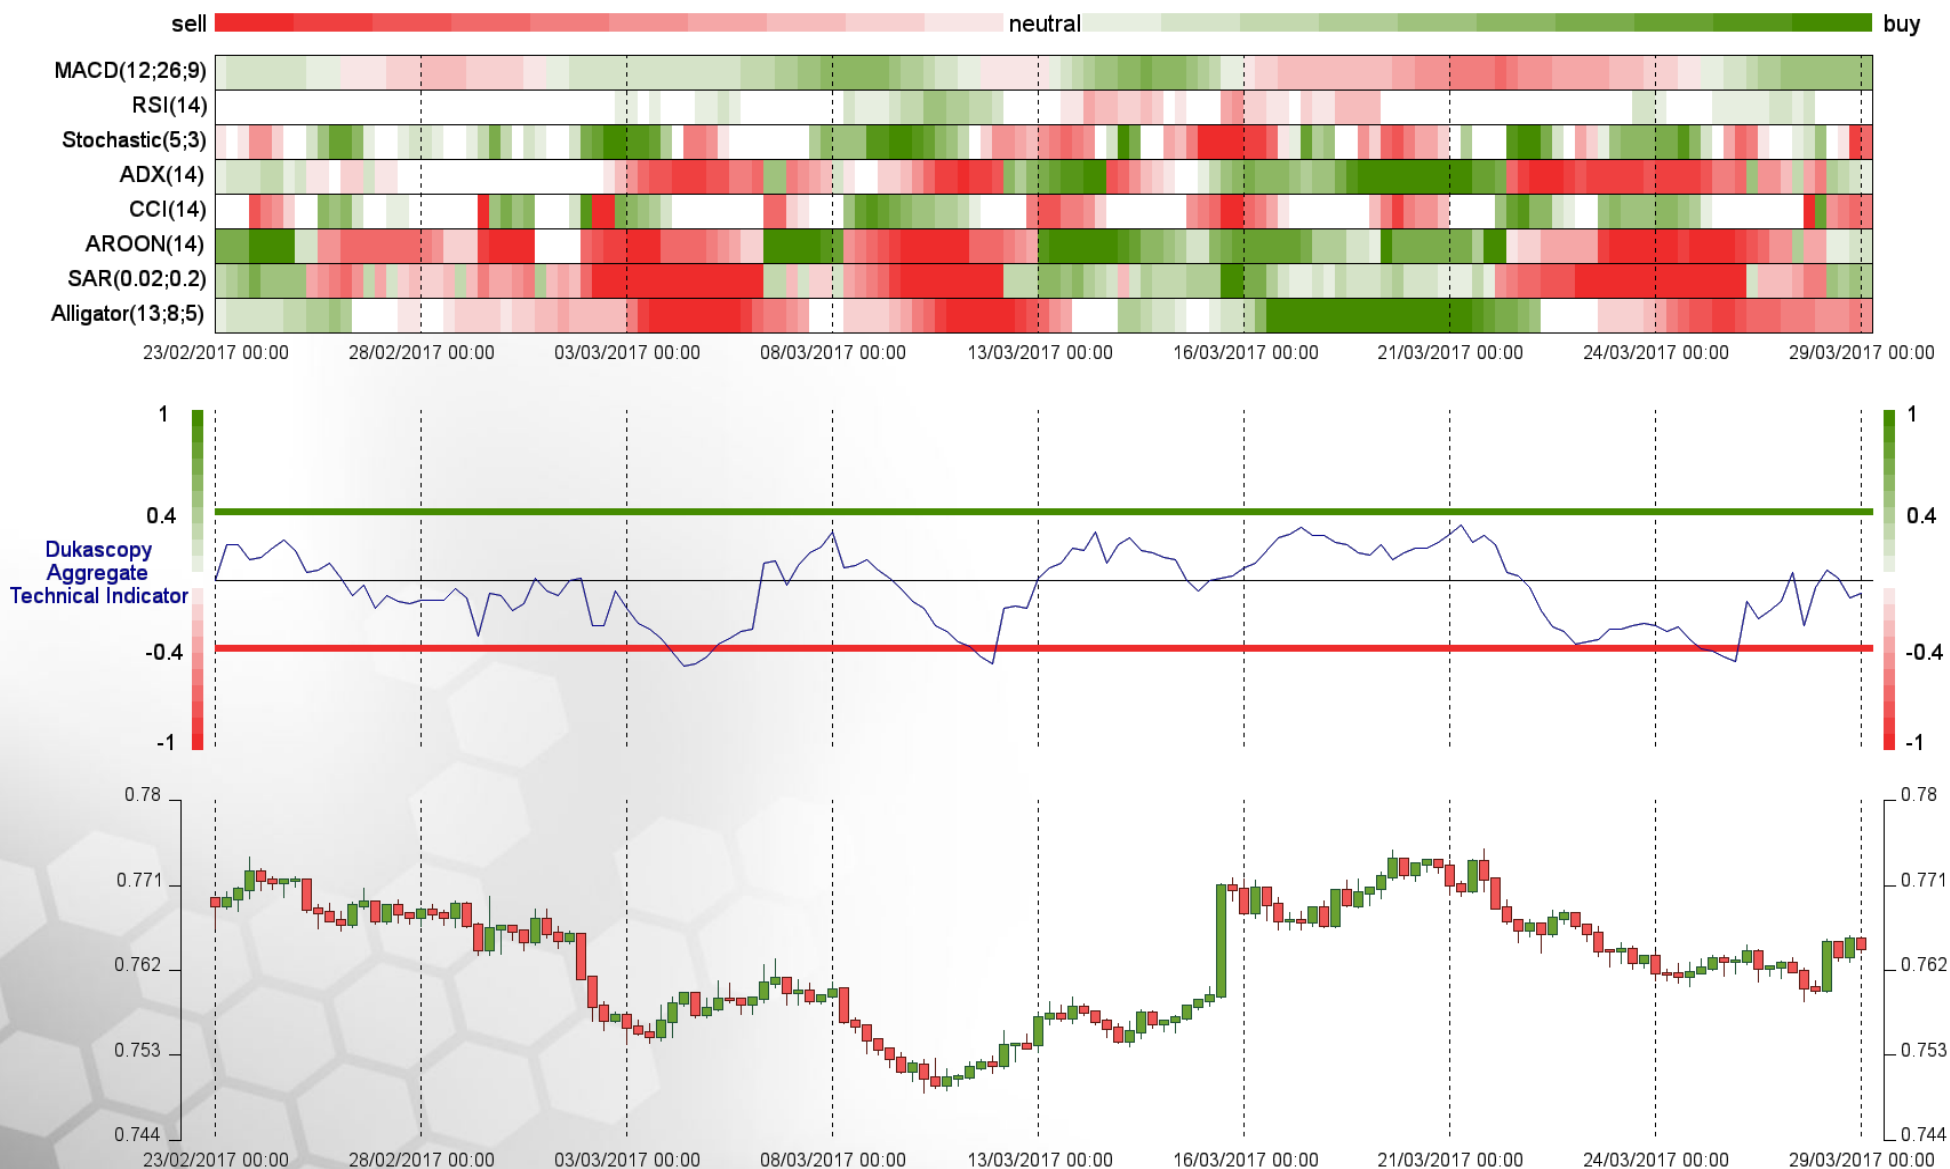 sell neutral buy
MACD(12;26;9)
RSI(14)
Stochastic(5;3)
ADX(14)
CCI(14)
AROON(14)
SAR(0.02;0.2)
Alligator(13;8;5)
23/02/2017 00:00 28/02/2017 00:00 03/03/2017 00:00 08/03/2017 00:00 13/03/2017 00:00 16/03/2017 00:00 21/03/2017 00:00 24/03/2017 00:00 29/03/2017 00:00
1 1
0.4 0.4
Dukascopy
Aggregate
Technical Indicator
-0.4 -0.4
-1 -1
0.78 0.78
0.771 0.771
0.762 0.762
0.753 0.753
0.744 0.744
23/02/2017 00:00 28/02/2017 00:00 03/03/2017 00:00 08/03/2017 00:00 13/03/2017 00:00 16/03/2017 00:00 21/03/2017 00:00 24/03/2017 00:00 29/03/2017 00:00